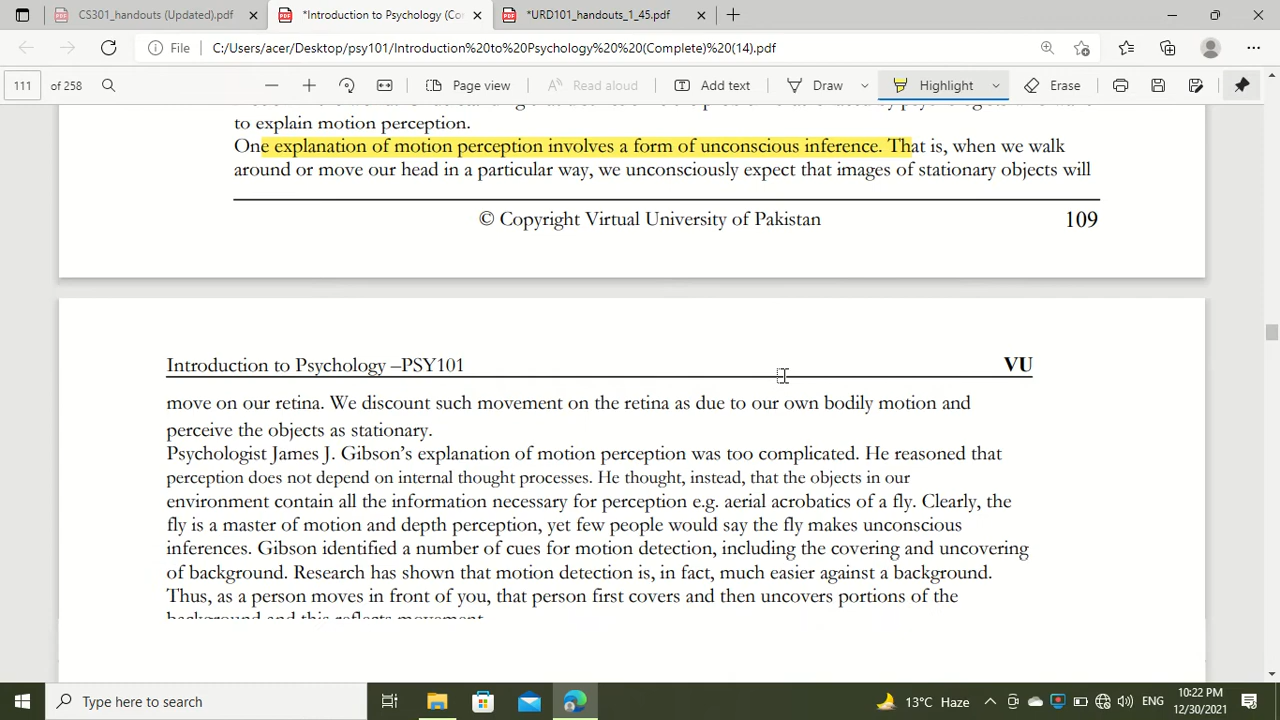 CS301_handouts (Updated).pdf
*Introduction to Psychology (Co
*URD101_handouts_1_45.pdf
File
C:/Users/acer/Desktop/psy101/Introduction%20to%20Psychology%20%20(Complete)%20(14).pdf
111 of 258
Page view
Read aloud
Add text
Draw
Highlight
Erase
to explain motion perception.
One explanation of motion perception involves a form of unconscious inference. That is, when we walk
around or move our head in a particular way, we unconsciously expect that images of stationary objects will
© Copyright Virtual University of Pakistan 109
Introduction to Psychology –PSY101 VU
move on our retina. We discount such movement on the retina as due to our own bodily motion and
perceive the objects as stationary.
Psychologist James J. Gibson’s explanation of motion perception was too complicated. He reasoned that
perception does not depend on internal thought processes. He thought, instead, that the objects in our
environment contain all the information necessary for perception e.g. aerial acrobatics of a fly. Clearly, the
fly is a master of motion and depth perception, yet few people would say the fly makes unconscious
inferences. Gibson identified a number of cues for motion detection, including the covering and uncovering
of background. Research has shown that motion detection is, in fact, much easier against a background.
Thus, as a person moves in front of you, that person first covers and then uncovers portions of the
background and this reflects movement.
Type here to search
13°C Haze
ENG
10:22 PM
12/30/2021